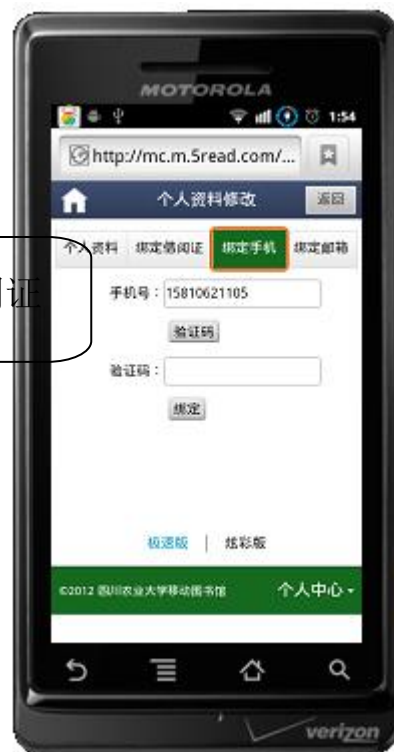 MOTOROLA
1:54
http://mc.m.5read.com/...
个人资料修改 返回
个人资料 绑定借阅证 绑定手机 绑定邮箱
证
手机号：15810621105
验证码
验证码：
绑定
极速版 | 炫彩版
©2012 四川农业大学移动图书馆 个人中心
verizon